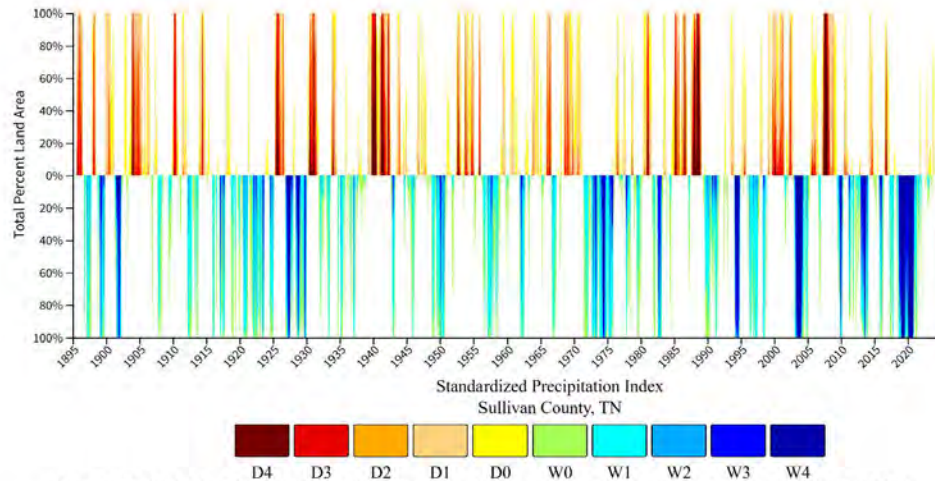 100%
80%
60%
40%
20%
0%
20%
40%
60%
80%
100%
Total Percent Land Area
1895 1900 1905 1910 1915 1920 1925 1930 1935 1940 1945 1950 1955 1960 1965 1970 1975 1980 1985 1990 1995 2000 2005 2010 2015 2020
Standardized Precipitation Index
Sullivan County, TN
D4 D3 D2 D1 D0 W0 W1 W2 W3 W4